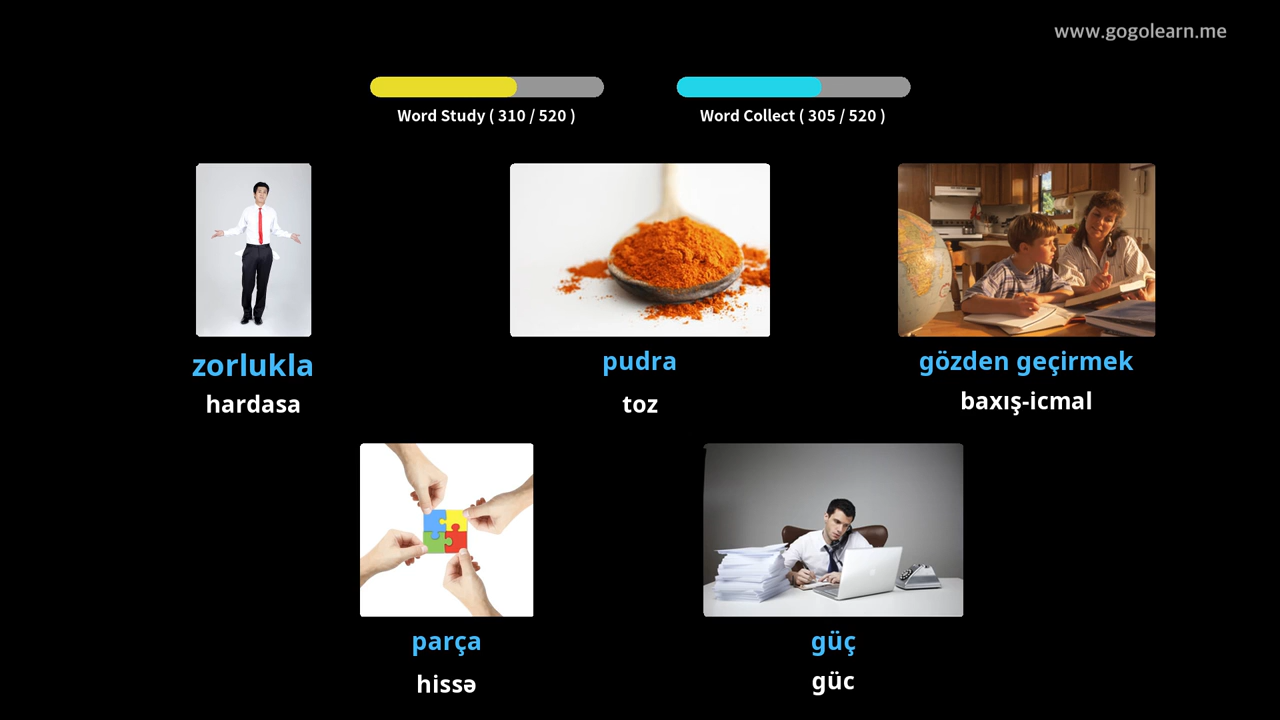 www.gogolearn.me
Word Study ( 310 / 520 )
Word Collect ( 305 / 520 )
zorlukla
hardasa
pudra
toz
gözden geçirmek
baxış-icmal
parça
hissə
güç
güc